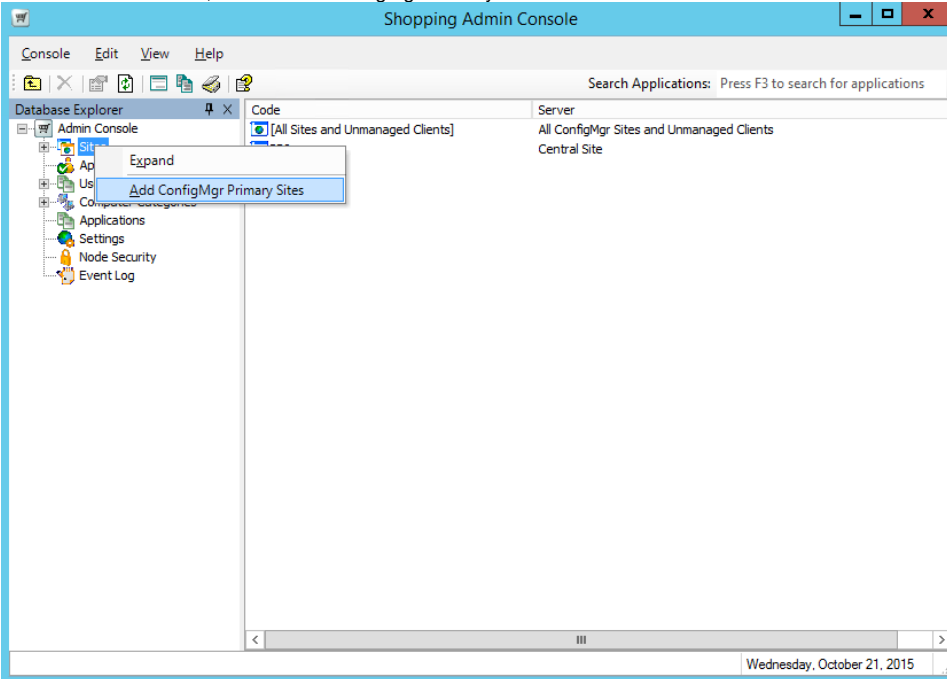 Shopping Admin Console
Console Edit View Help
Search Applications: Press F3 to search for applications
Database Explorer
Code Server
Admin Console
[All Sites and Unmanaged Clients] All ConfigMgr Sites and Unmanaged Clients
Central Site
Expand
Add ConfigMgr Primary Sites
Applications
Settings
Node Security
Event Log
Wednesday, October 21, 2015